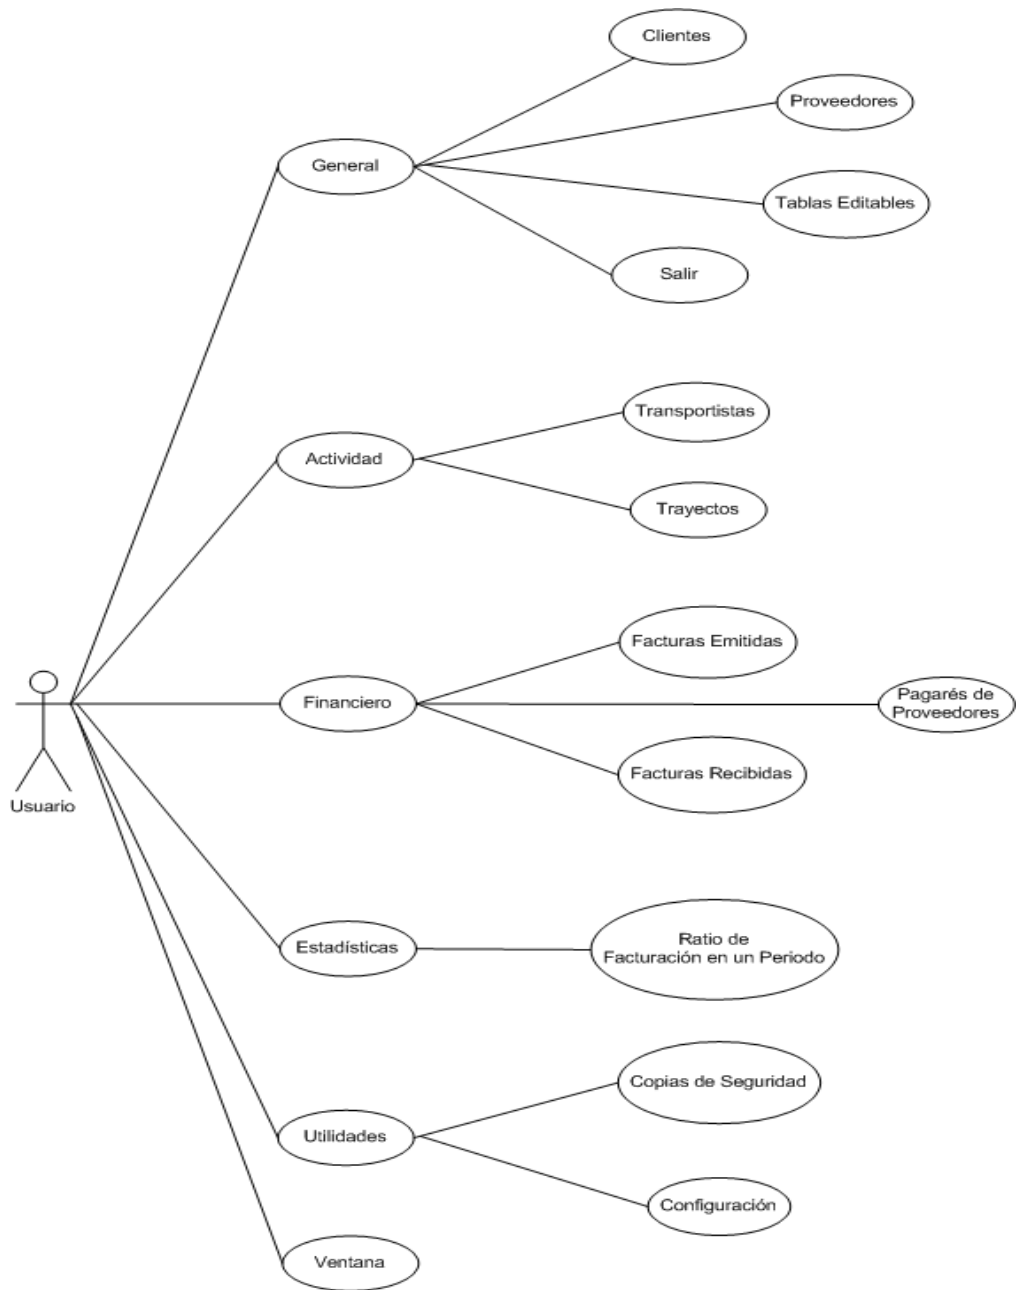 Clientes
Proveedores
General
Tablas Editables
Salir
Transportistas
Actividad
Trayectos
Facturas Emitidas
Financiero
Pagarés de
Proveedores
Facturas Recibidas
Usuario
Estadísticas
Ratio de
Facturación en un Periodo
Copias de Seguridad
Utilidades
Configuración
Ventana